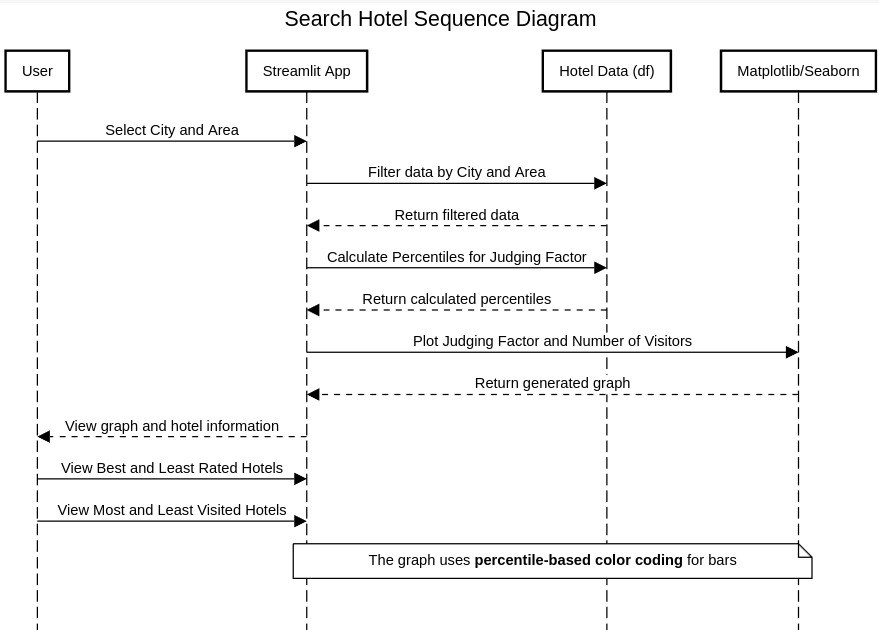 Search Hotel Sequence Diagram
User
Streamlit App
Hotel Data (df)
Matplotlib/Seaborn
Select City and Area
Filter data by City and Area
Return filtered data
Calculate Percentiles for Judging Factor
Return calculated percentiles
Plot Judging Factor and Number of Visitors
Return generated graph
View graph and hotel information
View Best and Least Rated Hotels
View Most and Least Visited Hotels
The graph uses percentile-based color coding for bars